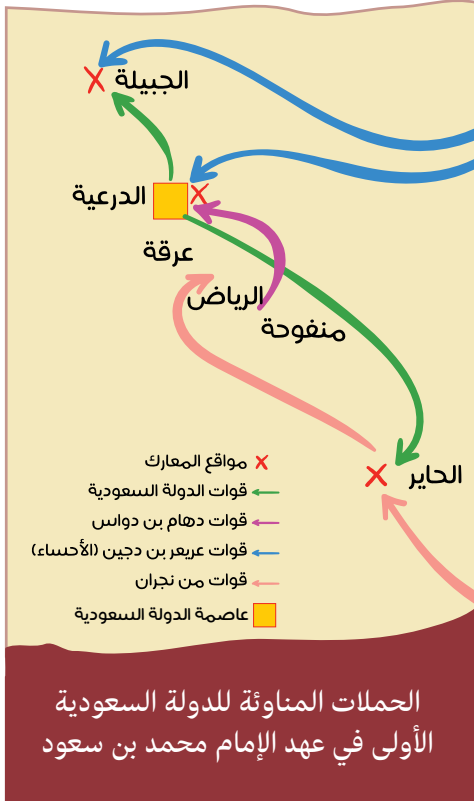 الجبيلة
الدرعية
عرقة
الرياض
منفوحة
الحاير
مواقع المعارك
قوات الدولة السعودية
قوات دهام بن دواس
قوات عريعر بن دجين (الأحساء)
قوات من نجران
عاصمة الدولة السعودية
الحملات المناوئة للدولة السعودية
الأولى في عهد الإمام محمد بن سعود